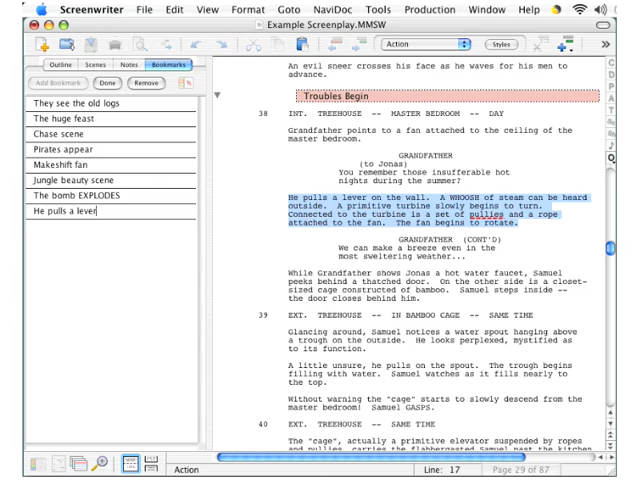 Screenwriter File Edit View Format Goto NaviDoc Tools Production Window Help
Example Screenplay.MMSW
Action Styles
Outline Scenes Notes Bookmarks
Add Bookmark Done Remove
They see the old logs
The huge feast
Chase scene
Pirates appear
Makeshift fan
Jungle beauty scene
The bomb EXPLODES
He pulls a lever
An evil sneer crosses his face as he waves for his men to
advance.
Troubles Begin
38 INT. TREEHOUSE -- MASTER BEDROOM -- DAY
Grandfather points to a fan attached to the ceiling of the
master bedroom.
GRANDFATHER
(to Jonas)
You remember those insufferable hot
nights during the summer?
He pulls a lever on the wall. A WHOOSH of steam can be heard
outside. A primitive turbine slowly begins to turn.
Connected to the turbine is a set of pullies and a rope
attached to the fan. The fan begins to rotate.
GRANDFATHER (CONT'D)
We can make a breeze even in the
most sweltering weather...
While Grandfather shows Jonas a hot water faucet, Samuel
peeks behind a thatched door. On the other side is a closet-
sized cage constructed of bamboo. Samuel steps inside --
the door closes behind him.
39 EXT. TREEHOUSE -- IN BAMBOO CAGE -- SAME TIME
Glancing around, Samuel notices a water spout hanging above
a trough on the outside. He looks perplexed, mystified as
to its function.
A little unsure, he pulls on the spout. The trough begins
filling with water. Samuel watches as it fills nearly to
the top.
Without warning the "cage" starts to slowly descend from the
master bedroom! Samuel GASPS.
40 EXT. TREEHOUSE -- SAME TIME
The "cage", actually a primitive elevator suspended by ropes
and pullies, carries the flabbergasted Samuel past the kitchen
Action Line: 17 Page 29 of 87